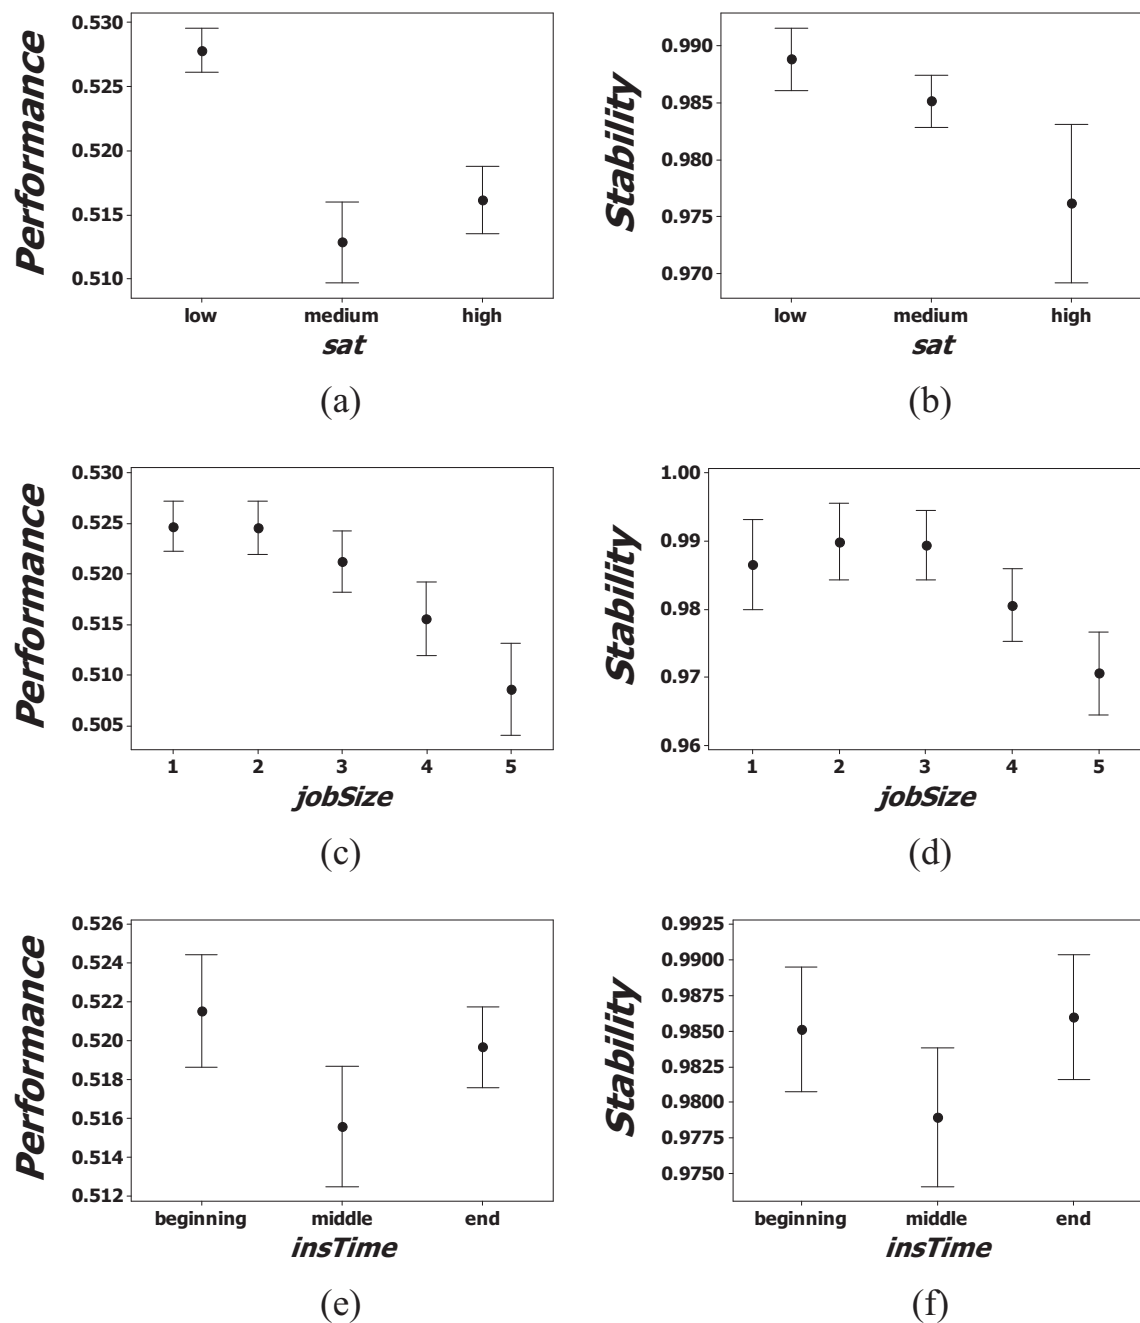 Performance
0.530
0.525
0.520
0.515
0.510
low medium high
sat
(a)
Stability
0.990
0.985
0.980
0.975
0.970
low medium high
sat
(b)
Performance
0.530
0.525
0.520
0.515
0.510
0.505
1 2 3 4 5
jobSize
(c)
Stability
1.00
0.99
0.98
0.97
0.96
1 2 3 4 5
jobSize
(d)
Performance
0.526
0.524
0.522
0.520
0.518
0.516
0.514
0.512
beginning middle end
insTime
(e)
Stability
0.9925
0.9900
0.9875
0.9850
0.9825
0.9800
0.9775
0.9750
beginning middle end
insTime
(f)